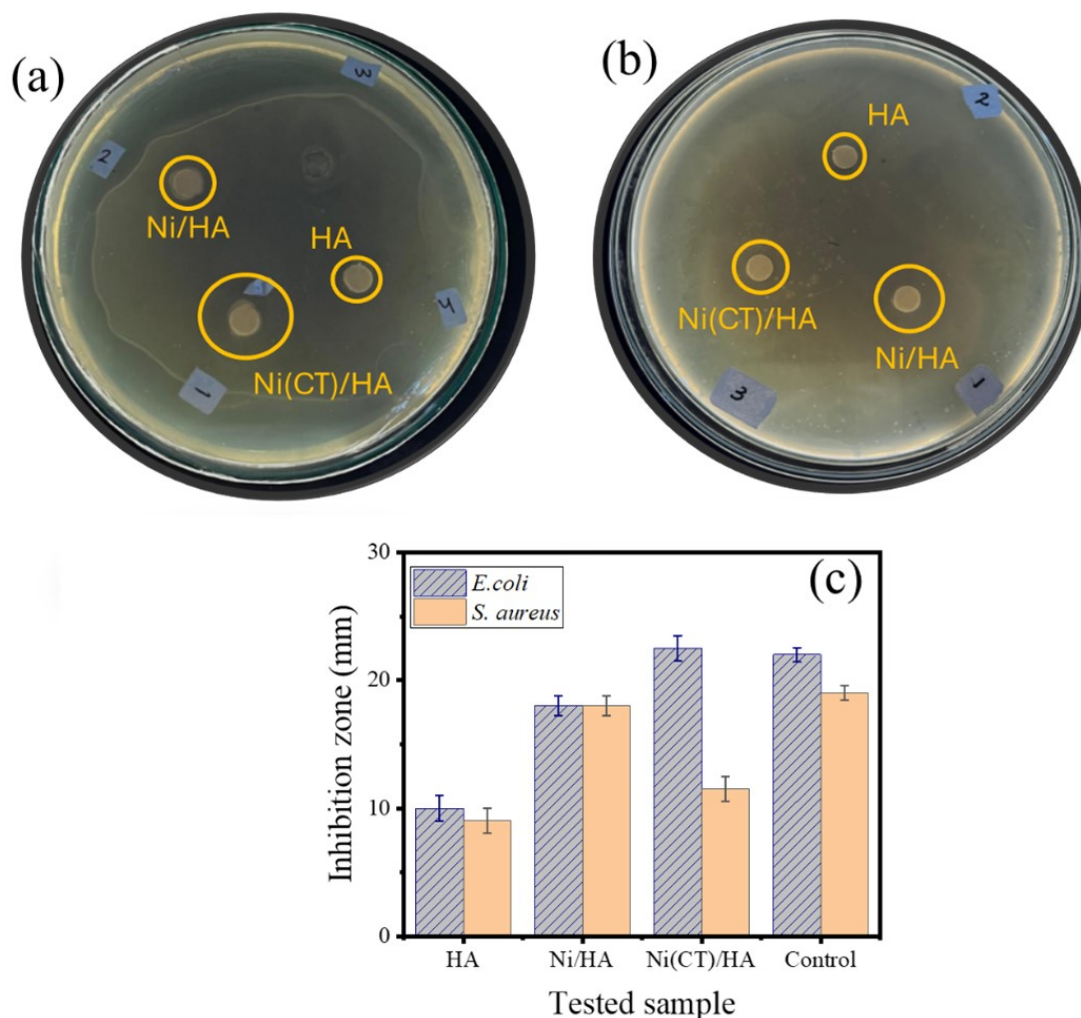 (a)
3
2
Ni/HA
HA
4
Ni(CT)/HA
1
(b)
2
HA
Ni(CT)/HA
Ni/HA
3
1
(c)
30
20
10
0
Inhibition zone (mm)
E.coli
S. aureus
HA Ni/HA Ni(CT)/HA Control
Tested sample